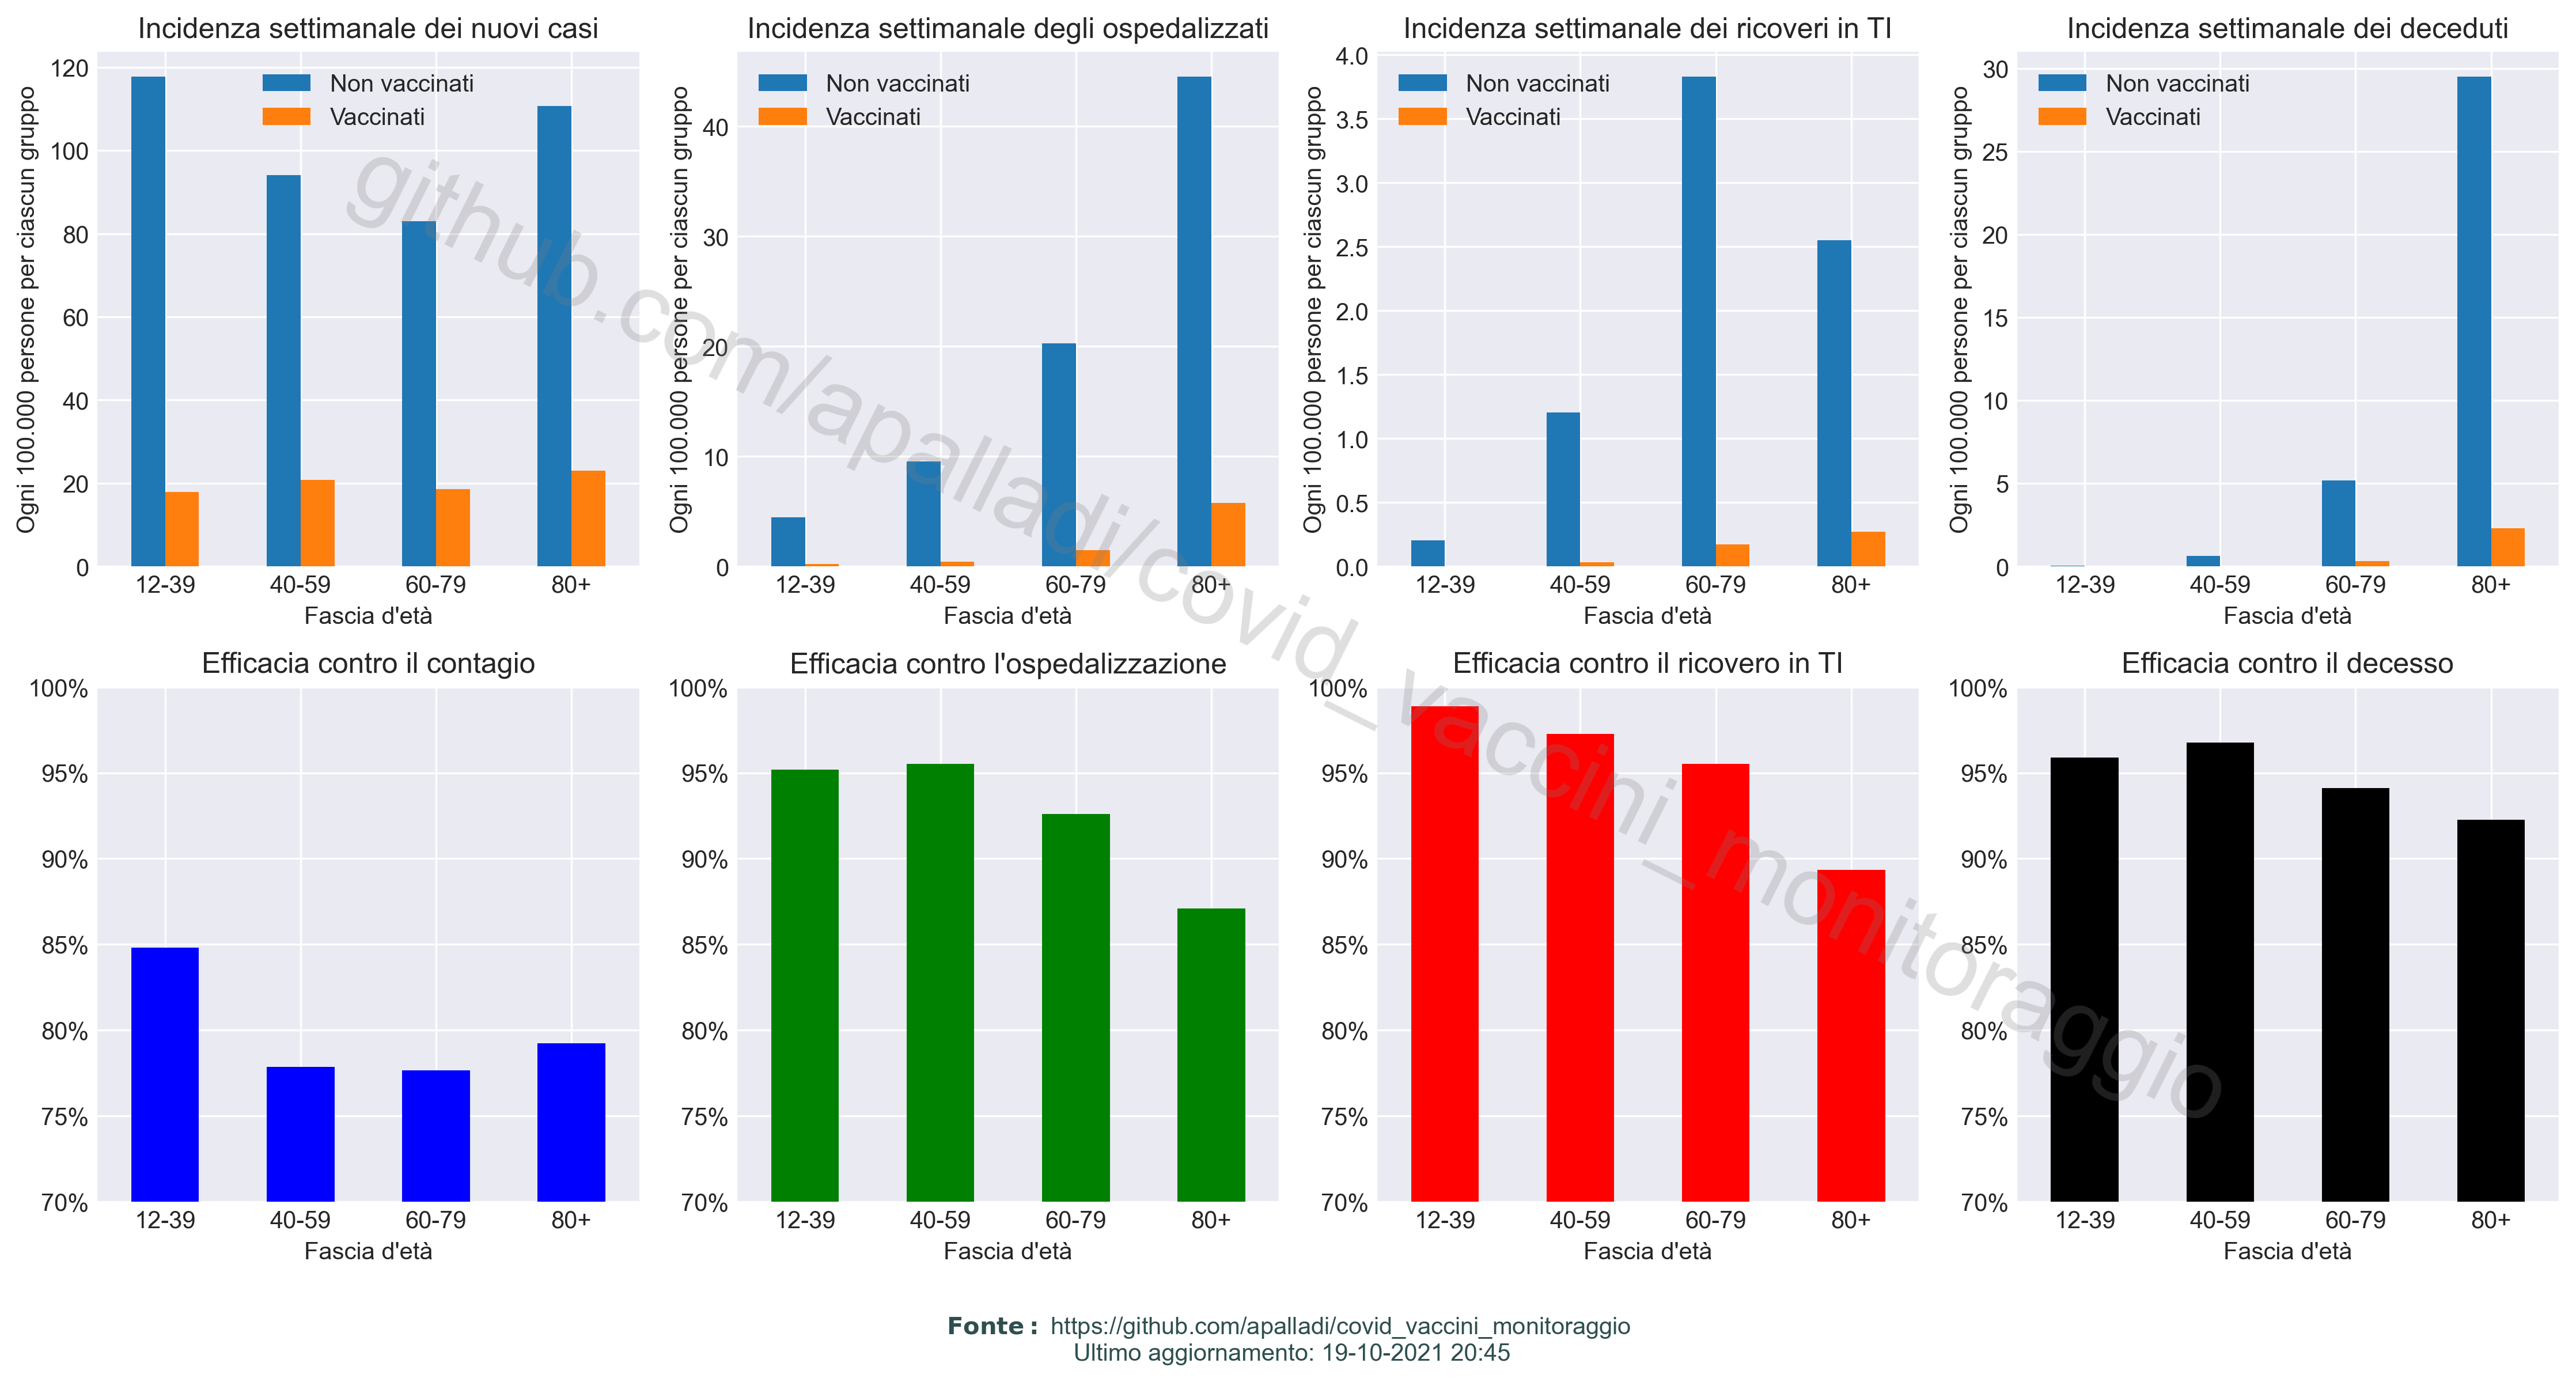 Incidenza settimanale dei nuovi casi
Ogni 100.000 persone per ciascun gruppo
120
100
80
60
40
20
0
Non vaccinati
Vaccinati
12-39 40-59 60-79 80+
Fascia d'età
Incidenza settimanale degli ospedalizzati
Ogni 100.000 persone per ciascun gruppo
40
30
20
10
0
Non vaccinati
Vaccinati
12-39 40-59 60-79 80+
Fascia d'età
Incidenza settimanale dei ricoveri in TI
Ogni 100.000 persone per ciascun gruppo
4.0
3.5
3.0
2.5
2.0
1.5
1.0
0.5
0.0
Non vaccinati
Vaccinati
12-39 40-59 60-79 80+
Fascia d'età
Incidenza settimanale dei deceduti
Ogni 100.000 persone per ciascun gruppo
30
25
20
15
10
5
0
Non vaccinati
Vaccinati
12-39 40-59 60-79 80+
Fascia d'età
Efficacia contro il contagio
100%
95%
90%
85%
80%
75%
70%
12-39 40-59 60-79 80+
Fascia d'età
Efficacia contro l'ospedalizzazione
100%
95%
90%
85%
80%
75%
70%
12-39 40-59 60-79 80+
Fascia d'età
Efficacia contro il ricovero in TI
100%
95%
90%
85%
80%
75%
70%
12-39 40-59 60-79 80+
Fascia d'età
Efficacia contro il decesso
100%
95%
90%
85%
80%
75%
70%
12-39 40-59 60-79 80+
Fascia d'età
github.com/apalladi/covid_vaccini_monitoraggio
Fonte: https://github.com/apalladi/covid_vaccini_monitoraggio
Ultimo aggiornamento: 19-10-2021 20:45